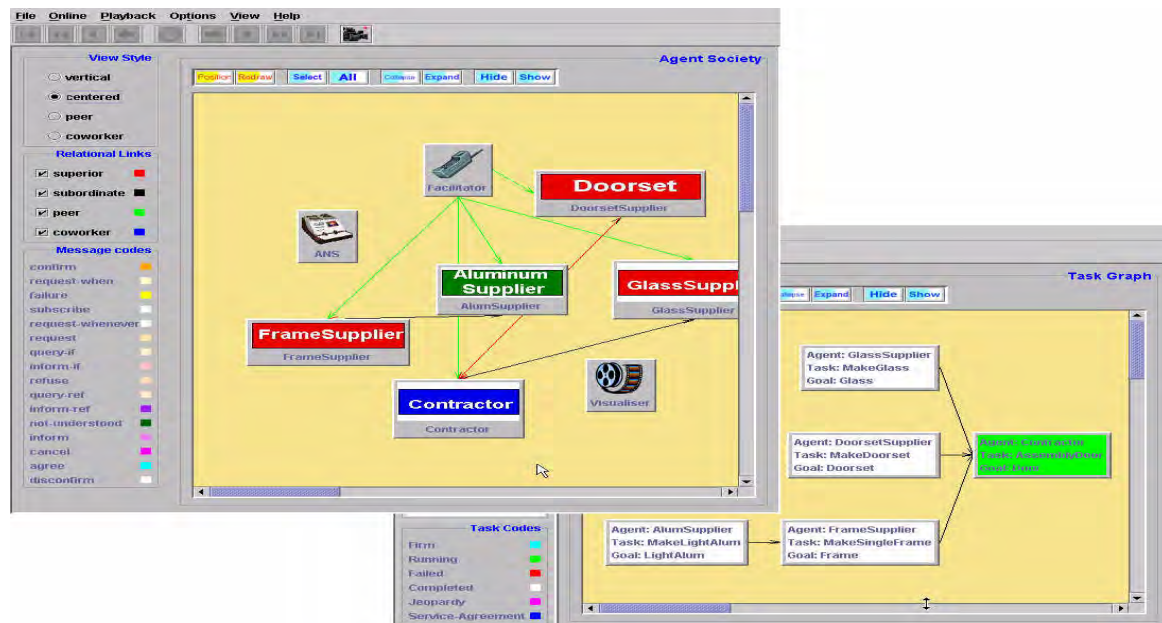 File Online Playback Options View Help
View Style
vertical
centered
peer
coworker
Relational Links
superior
subordinate
peer
coworker
Message codes
confirm
request-when
failure
subscribe
request-whenever
request
query-if
inform-if
refuse
query-ref
inform-ref
not-understood
inform
cancel
agree
disconfirm
Agent Society
Position Redraw Select All Collapse Expand Hide Show
Facilitator
Doorset
DoorsetSupplier
ANS
Aluminum
Supplier
AlumSupplier
GlassSuppl
GlassSupplier
FrameSupplier
FrameSupplier
Contractor
Contractor
Visualiser
Task Graph
Expand Hide Show
Agent: GlassSupplier
Task: MakeGlass
Goal: Glass
Agent: DoorsetSupplier
Task: MakeDoorset
Goal: Doorset
Agent: Contractor
Task: AssemblyDoor
Goal: Door
Agent: AlumSupplier
Task: MakeLightAlum
Goal: LightAlum
Agent: FrameSupplier
Task: MakeSingleFrame
Goal: Frame
Task Codes
Firm
Running
Failed
Completed
Jeopardy
Service-Agreement